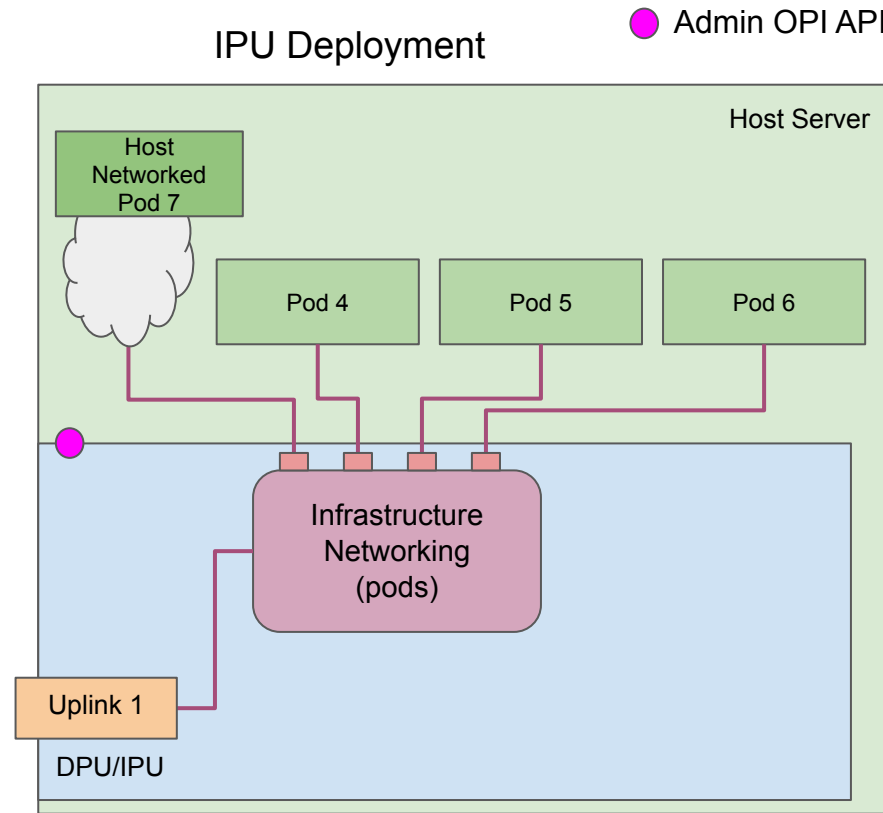 Admin OPI API
IPU Deployment
Host Server
Host
Networked
Pod 7
Pod 4
Pod 5
Pod 6
Infrastructure
Networking
(pods)
Uplink 1
DPU/IPU